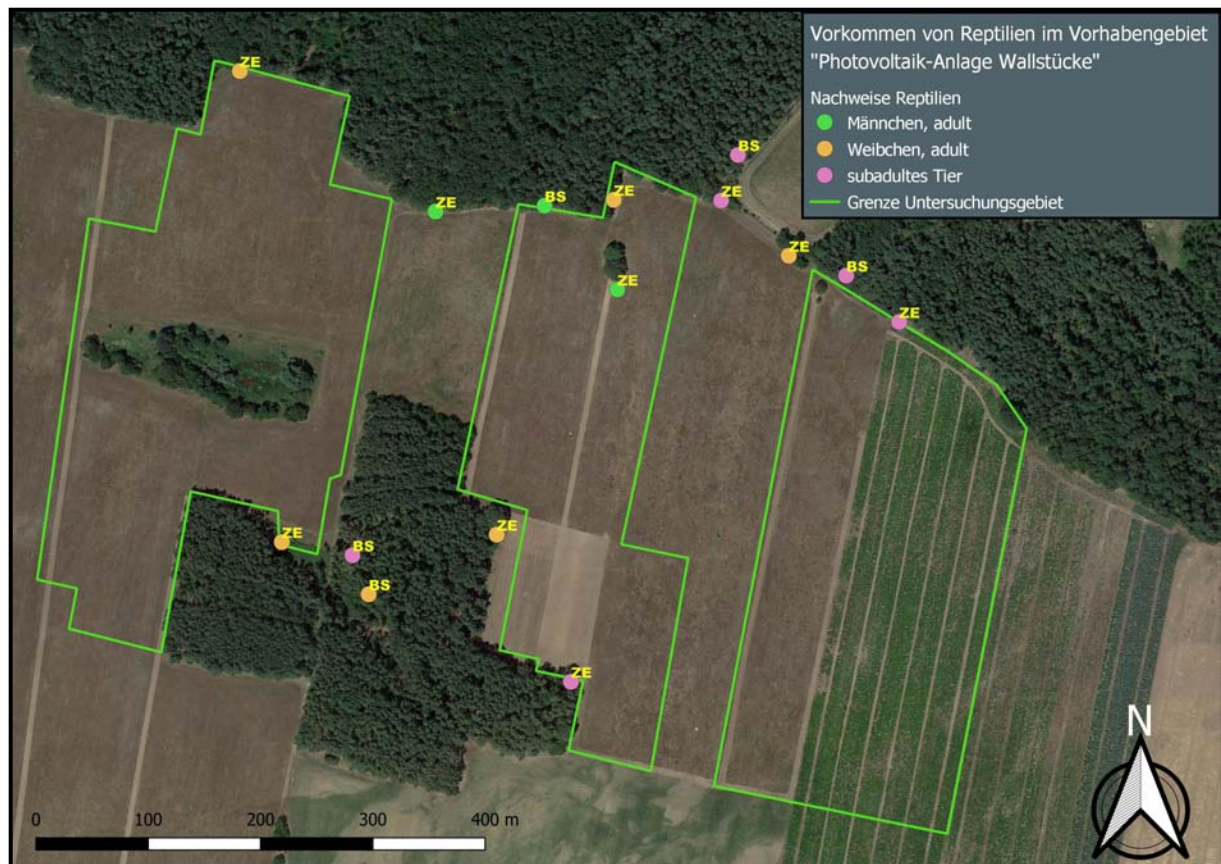 Vorkommen von Reptilien im Vorhabengebiet
"Photovoltaik-Anlage Wallstücke"
Nachweise Reptilien
Männchen, adult
Weibchen, adult
subadultes Tier
Grenze Untersuchungsgebiet
ZE
BS
ZE
ZE
BS
ZE
ZE
ZE
BS
ZE
ZE
ZE
ZE
BS
BS
ZE
N
0 100 200 300 400 m